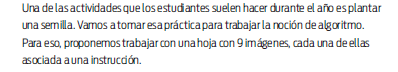 Una de las actividades que los estudiantes suelen hacer durante el año es plantar
una semilla. Vamos a tomar esa práctica para trabajar la noción de algoritmo.
Para eso, proponemos trabajar con una hoja con 9 imágenes, cada una de ellas
asociada a una instrucción.